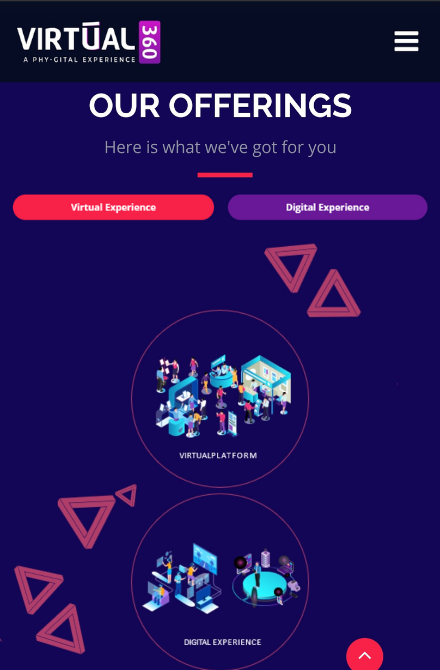 VIRTŪAL 360
A PHY-GITAL EXPERIENCE
OUR OFFERINGS
Here is what we've got for you
Virtual Experience
Digital Experience
VIRTUALPLATFORM
DIGITAL EXPERIENCE